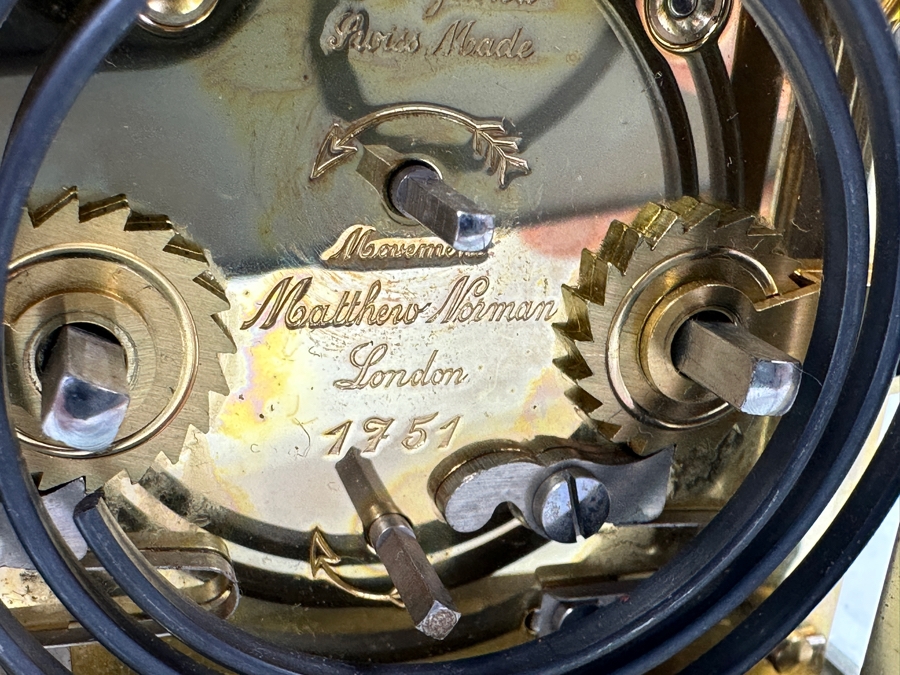 Swiss Made
Movement
Matthew Norman
London
1751